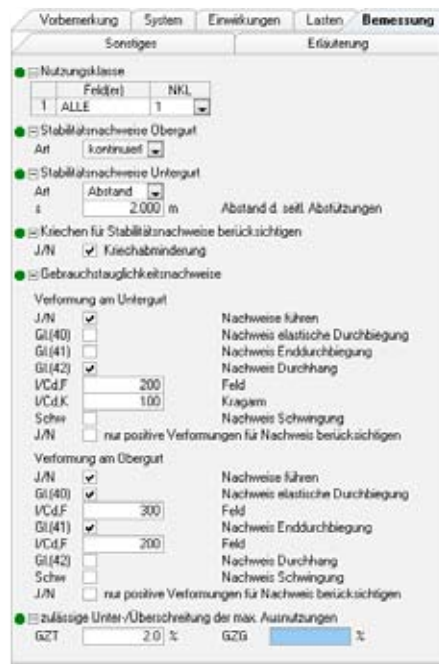 Vorbemerkung System Einwirkungen Lasten Bemessung
Sonstiges Erläuterung
Nutzungsklasse
Feld(er) NKL
1 ALLE 1
Stabilitätsnachweise Obergurt
Art kontinuierl
Stabilitätsnachweise Untergurt
Art Abstand
s 2.000 m Abstand d. seitl. Abstützungen
Kriechen für Stabilitätsnachweise berücksichtigen
J/N Kriechabminderung
Gebrauchstauglichkeitsnachweise
Verformung am Untergurt
J/N Nachweise führen
Gl.(40) Nachweis elastische Durchbiegung
Gl.(41) Nachweis Enddurchbiegung
Gl.(42) Nachweis Durchhang
l/Cd,F 200 Feld
l/Cd,K 100 Kragarm
Schw Nachweis Schwingung
J/N nur positive Verformungen für Nachweis berücksichtigen
Verformung am Obergurt
J/N Nachweise führen
Gl.(40) Nachweis elastische Durchbiegung
l/Cd,F 300 Feld
Gl.(41) Nachweis Enddurchbiegung
l/Cd,F 200 Feld
Gl.(42) Nachweis Durchhang
Schw Nachweis Schwingung
J/N nur positive Verformungen für Nachweis berücksichtigen
zulässige Unter-/Überschreitung der max. Ausnutzungen
GZT 2.0 % GZG %